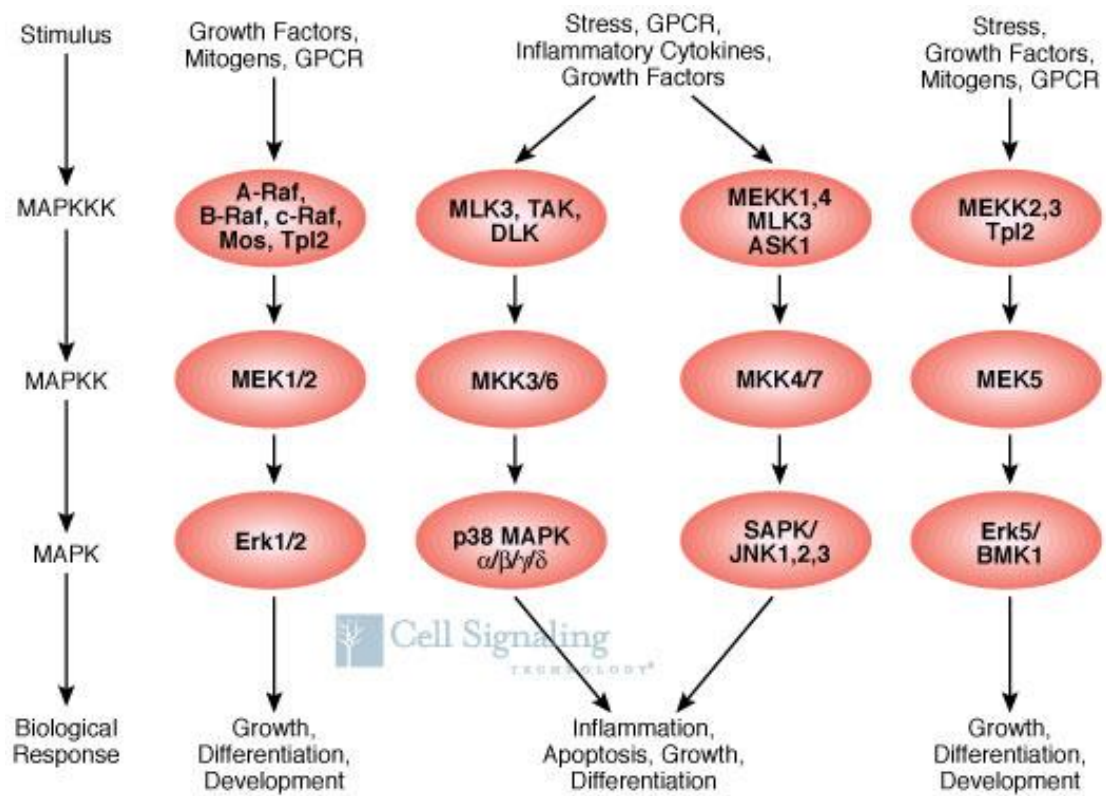 Stimulus
Growth Factors,
Mitogens, GPCR
Stress, GPCR,
Inflammatory Cytokines,
Growth Factors
Stress,
Growth Factors,
Mitogens, GPCR
MAPKKK
A-Raf,
B-Raf, c-Raf,
Mos, Tpl2
MLK3, TAK,
DLK
MEKK1,4
MLK3
ASK1
MEKK2,3
Tpl2
MAPKK
MEK1/2
MKK3/6
MKK4/7
MEK5
MAPK
Erk1/2
p38 MAPK
α/β/γ/δ
SAPK/
JNK1,2,3
Erk5/
BMK1
Cell Signaling
TECHNOLOGY®
Biological
Response
Growth,
Differentiation,
Development
Inflammation,
Apoptosis, Growth,
Differentiation
Growth,
Differentiation,
Development